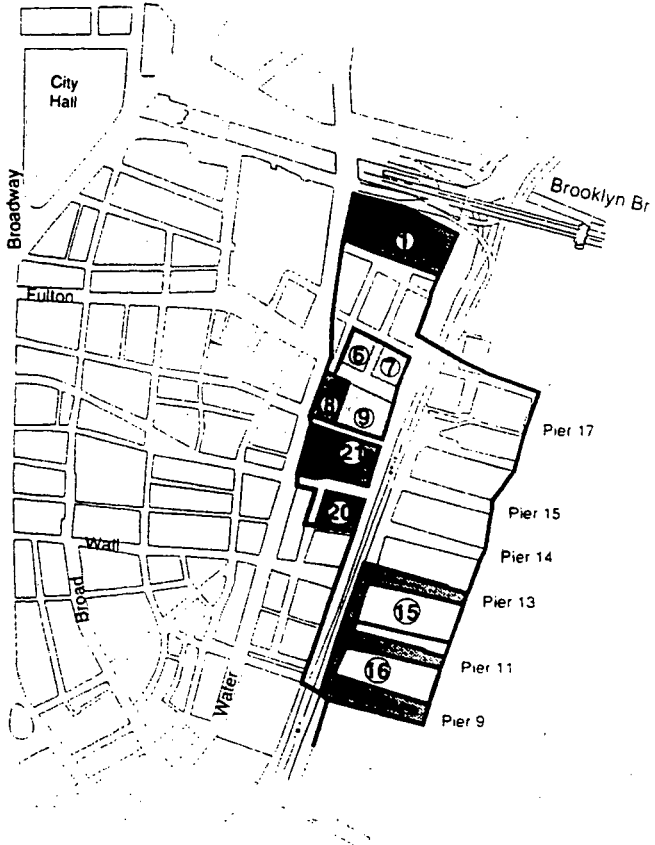 City
Hall
Broadway
Brooklyn Br
1
Fulton
6
7
8
9
Pier 17
21
20
Pier 15
Wall
Pier 14
Broad
Pier 13
15
Pier 11
16
Water
Pier 9